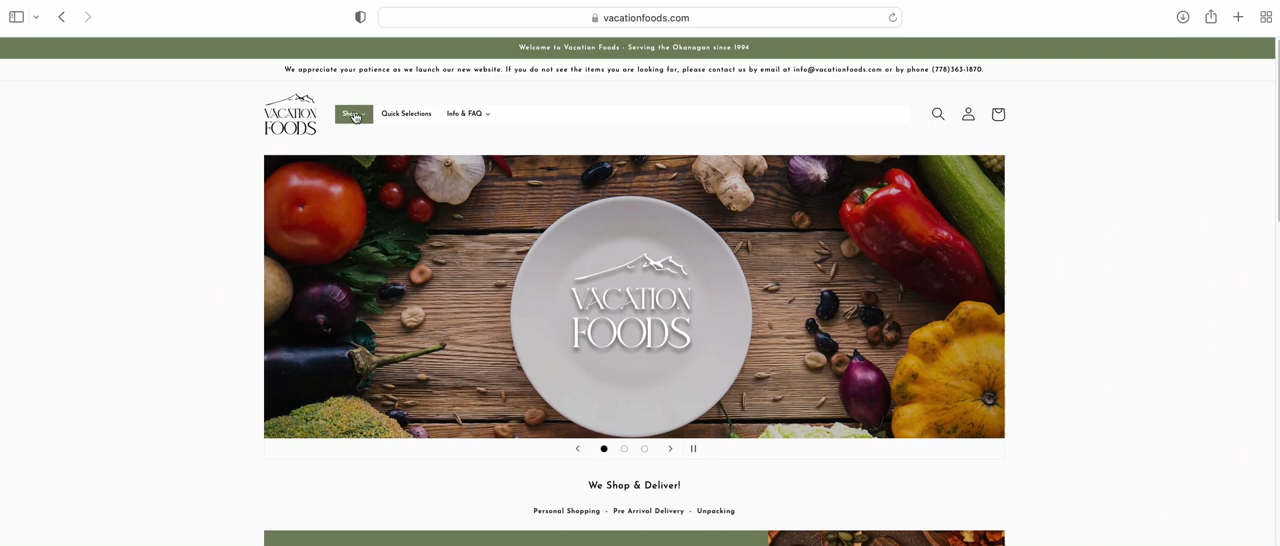 vacationfoods.com
Welcome to Vacation Foods - Serving the Okanagan since 1994
We appreciate your patience as we launch our new website. If you do not see the items you are looking for, please contact us by email at info@vacationfoods.com or by phone (778)363-1870.
VACATION
FOODS
Shop Quick Selections Info & FAQ
VACATION
FOODS
We Shop & Deliver!
Personal Shopping - Pre Arrival Delivery - Unpacking